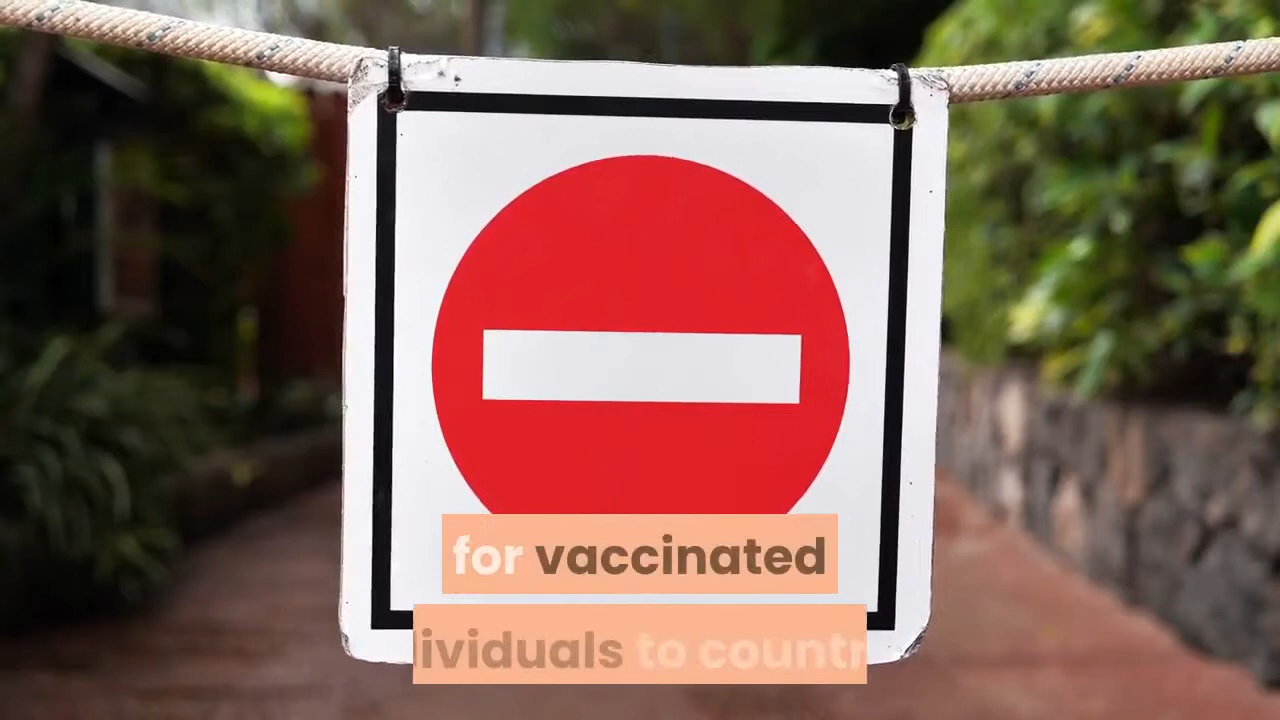 for vaccinated
ividuals to countr